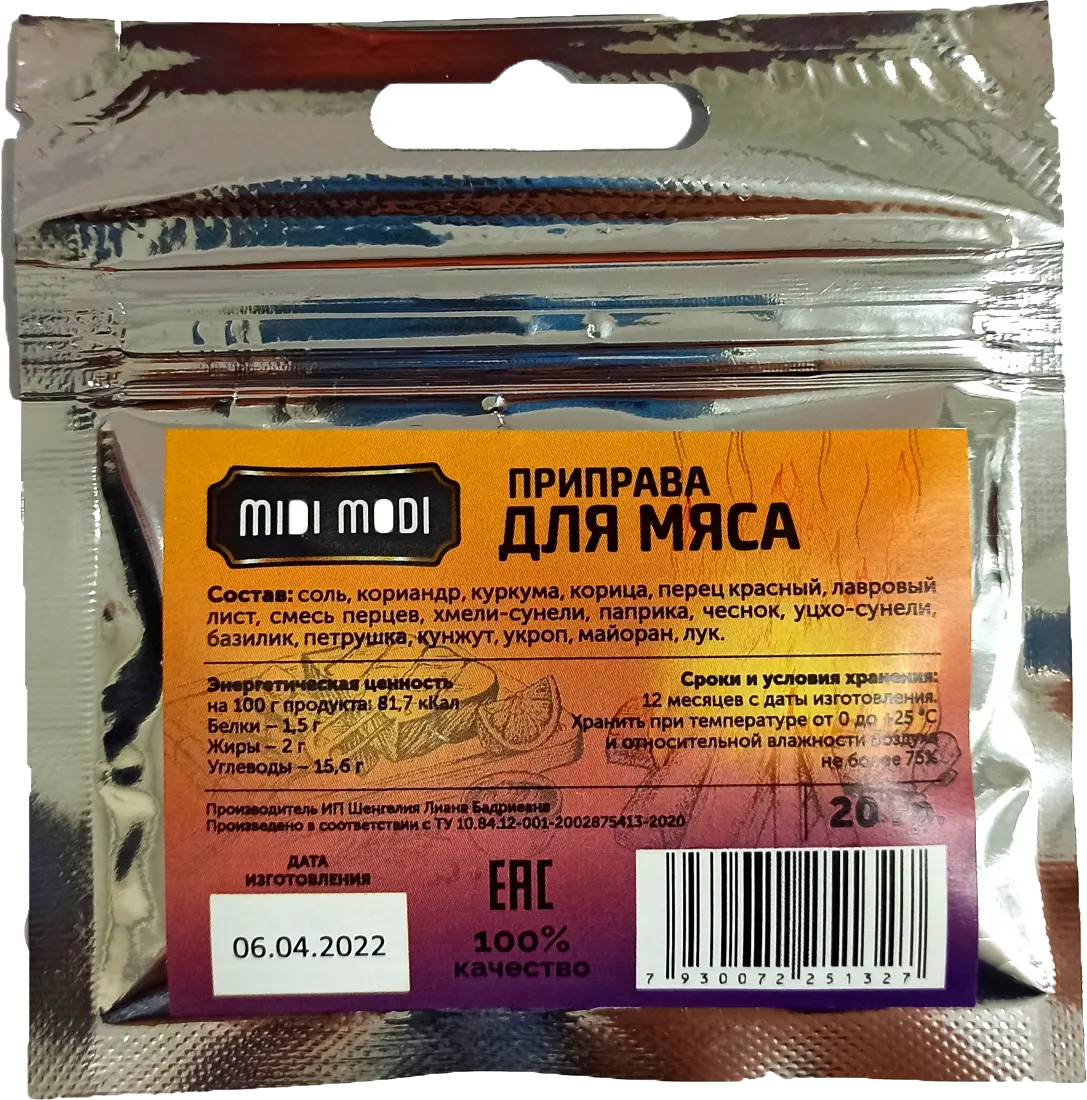 MIDI MODI
ПРИПРАВА
ДЛЯ МЯСА
Состав: соль, кориандр, куркума, корица, перец красный, лавровый
лист, смесь перцев, хмели-сунели, паприка, чеснок, уцхо-сунели,
базилик, петрушка, кунжут, укроп, майоран, лук.
Энергетическая ценность
на 100 г продукта: 81,7 кКал
Белки – 1,5 г
Жиры – 2 г
Углеводы – 15,6 г
Сроки и условия хранения:
12 месяцев с даты изготовления.
Хранить при температуре от 0 до +25 °С
и относительной влажности воздуха
не более 75%
Производитель ИП Шенгелия Лиана Бадриевна
Произведено в соответствии с ТУ 10.84.12-001-2002875413-2020
20 гр.
ДАТА
ИЗГОТОВЛЕНИЯ
06.04.2022
ЕАС
100%
качество
7 930072 251327